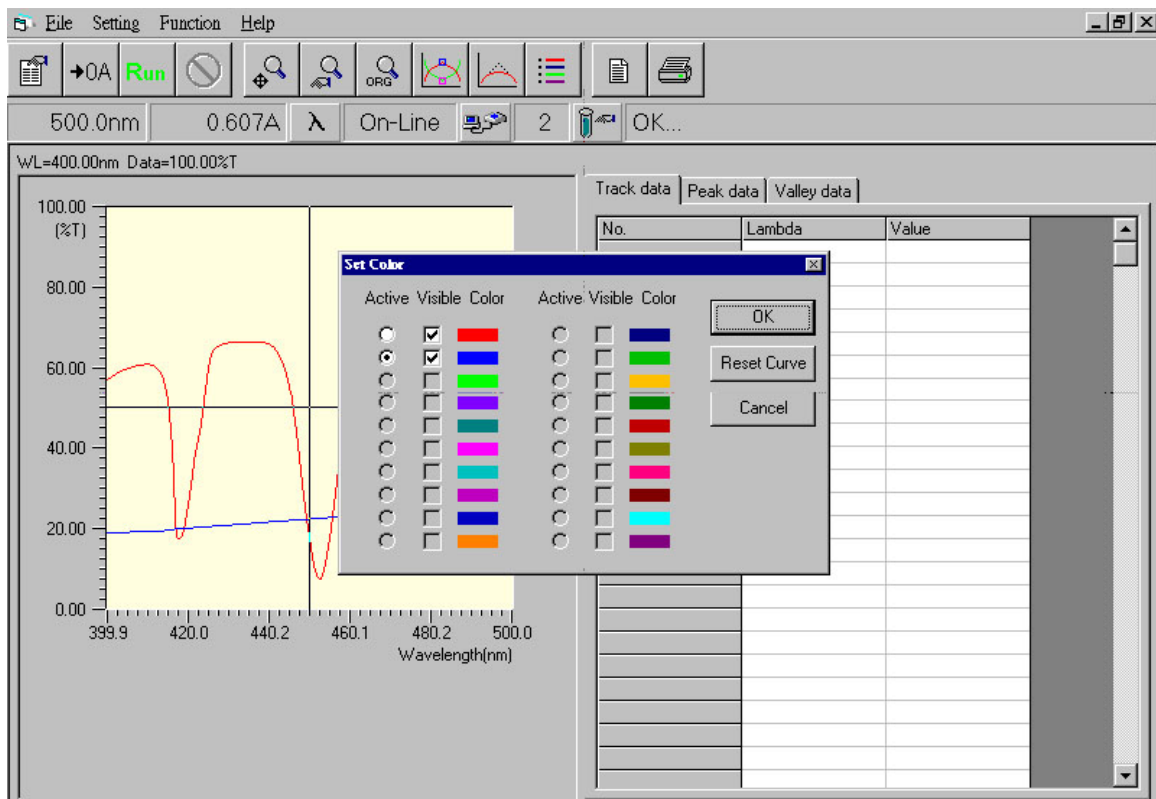 Eile Setting Function Help
→0A Run ORG
500.0nm 0.607A λ On-Line 2 OK...
WL=400.00nm Data=100.00%T
Track data Peak data Valley data
No. Lambda Value
100.00
(%T)
80.00
60.00
40.00
20.00
0.00
399.9 420.0 440.2 460.1 480.2 500.0
Wavelength(nm)
Set Color
Active Visible Color Active Visible Color
OK
Reset Curve
Cancel